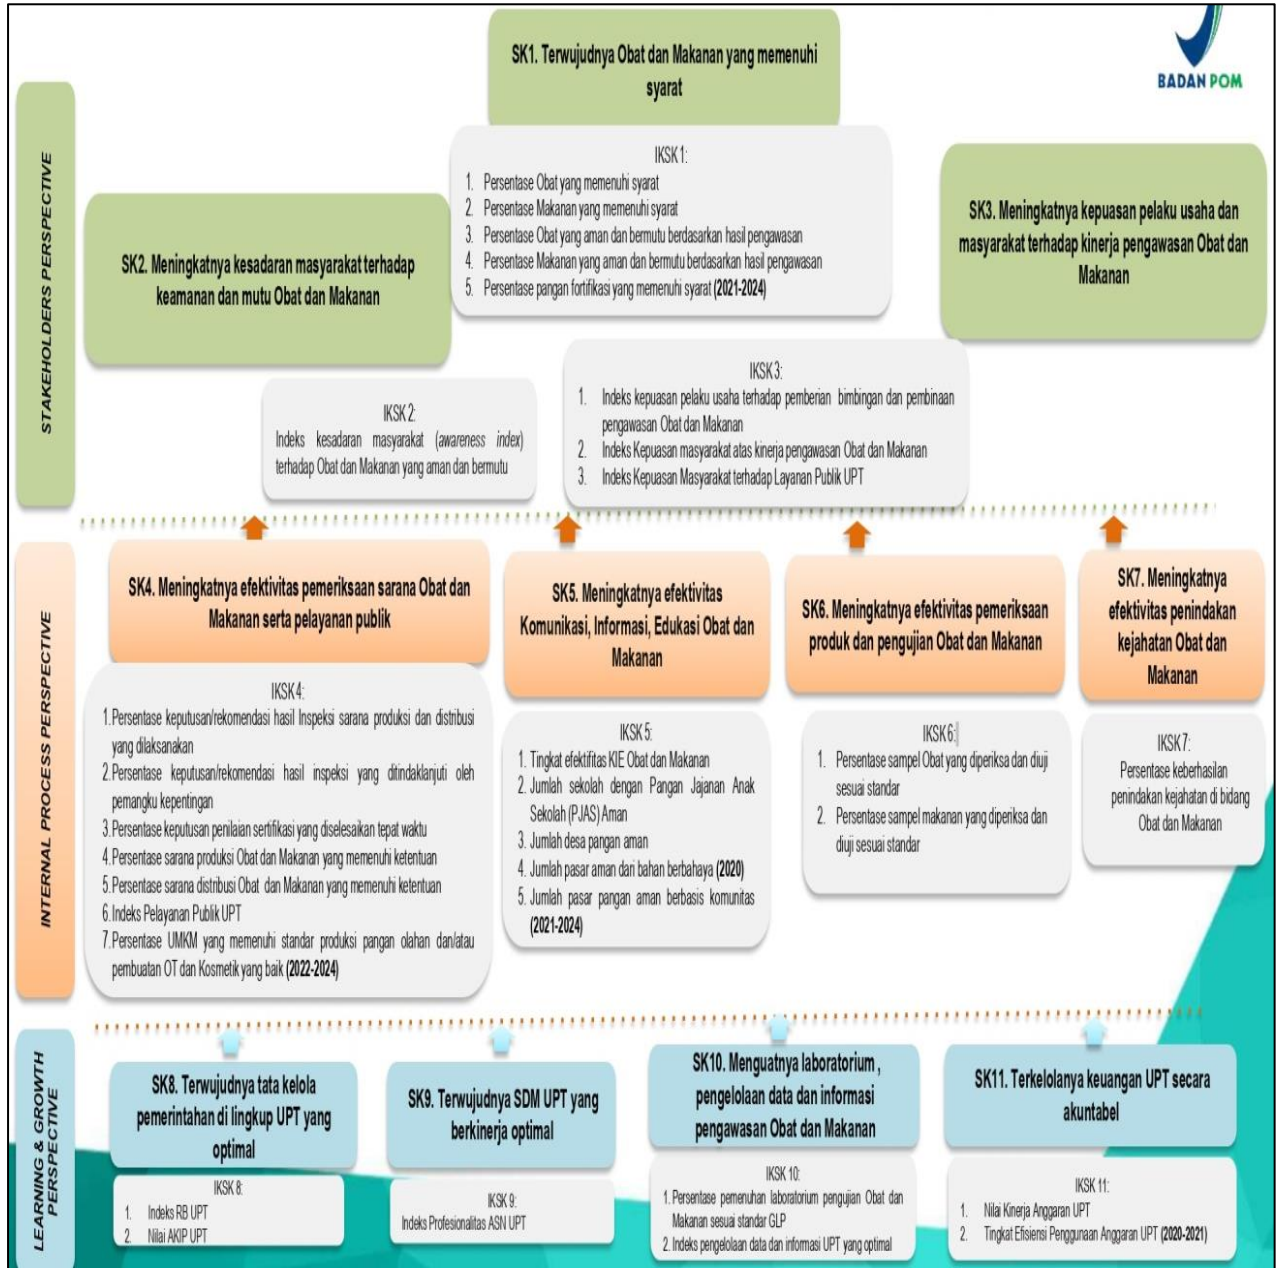 BADAN POM
STAKEHOLDERS PERSPECTIVE
SK1. Terwujudnya Obat dan Makanan yang memenuhi
syarat
IKSK 1:
1. Persentase Obat yang memenuhi syarat
2. Persentase Makanan yang memenuhi syarat
3. Persentase Obat yang aman dan bermutu berdasarkan hasil pengawasan
4. Persentase Makanan yang aman dan bermutu berdasarkan hasil pengawasan
5. Persentase pangan fortifikasi yang memenuhi syarat (2021-2024)
SK2. Meningkatnya kesadaran masyarakat terhadap
keamanan dan mutu Obat dan Makanan
IKSK 2:
Indeks kesadaran masyarakat (awareness index)
terhadap Obat dan Makanan yang aman dan bermutu
SK3. Meningkatnya kepuasan pelaku usaha dan
masyarakat terhadap kinerja pengawasan Obat dan
Makanan
IKSK 3:
1. Indeks kepuasan pelaku usaha terhadap pemberian bimbingan dan pembinaan
pengawasan Obat dan Makanan
2. Indeks Kepuasan masyarakat atas kinerja pengawasan Obat dan Makanan
3. Indeks Kepuasan Masyarakat terhadap Layanan Publik UPT
INTERNAL PROCESS PERSPECTIVE
SK4. Meningkatnya efektivitas pemeriksaan sarana Obat dan
Makanan serta pelayanan publik
IKSK 4:
1. Persentase keputusan/rekomendasi hasil Inspeksi sarana produksi dan distribusi
yang dilaksanakan
2. Persentase keputusan/rekomendasi hasil inspeksi yang ditindaklanjuti oleh
pemangku kepentingan
3. Persentase keputusan penilaian sertifikasi yang diselesaikan tepat waktu
4. Persentase sarana produksi Obat dan Makanan yang memenuhi ketentuan
5. Persentase sarana distribusi Obat dan Makanan yang memenuhi ketentuan
6. Indeks Pelayanan Publik UPT
7. Persentase UMKM yang memenuhi standar produksi pangan olahan dan/atau
pembuatan OT dan Kosmetik yang baik (2022-2024)
SK5. Meningkatnya efektivitas
Komunikasi, Informasi, Edukasi Obat dan
Makanan
IKSK 5:
1. Tingkat efektifitas KIE Obat dan Makanan
2. Jumlah sekolah dengan Pangan Jajanan Anak
Sekolah (PJAS) Aman
3. Jumlah desa pangan aman
4. Jumlah pasar aman dari bahan berbahaya (2020)
5. Jumlah pasar pangan aman berbasis komunitas
(2021-2024)
SK6. Meningkatnya efektivitas pemeriksaan
produk dan pengujian Obat dan Makanan
IKSK6:
1. Persentase sampel Obat yang diperiksa dan diuji
sesuai standar
2. Persentase sampel makanan yang diperiksa dan
diuji sesuai standar
SK7. Meningkatnya
efektivitas penindakan
kejahatan Obat dan
Makanan
IKSK 7:
Persentase keberhasilan
penindakan kejahatan di bidang
Obat dan Makanan
LEARNING & GROWTH
PERSPECTIVE
SK8. Terwujudnya tata kelola
pemerintahan di lingkup UPT yang
optimal
IKSK 8:
1. Indeks RB UPT
2. Nilai AKIP UPT
SK9. Terwujudnya SDM UPT yang
berkinerja optimal
IKSK 9:
Indeks Profesionalitas ASN UPT
SK10. Menguatnya laboratorium ,
pengelolaan data dan informasi
pengawasan Obat dan Makanan
IKSK 10:
1. Persentase pemenuhan laboratorium pengujian Obat dan
Makanan sesuai standar GLP
2. Indeks pengelolaan data dan informasi UPT yang optimal
SK11. Terkelolanya keuangan UPT secara
akuntabel
IKSK 11:
1. Nilai Kinerja Anggaran UPT
2. Tingkat Efisiensi Penggunaan Anggaran UPT (2020-2021)